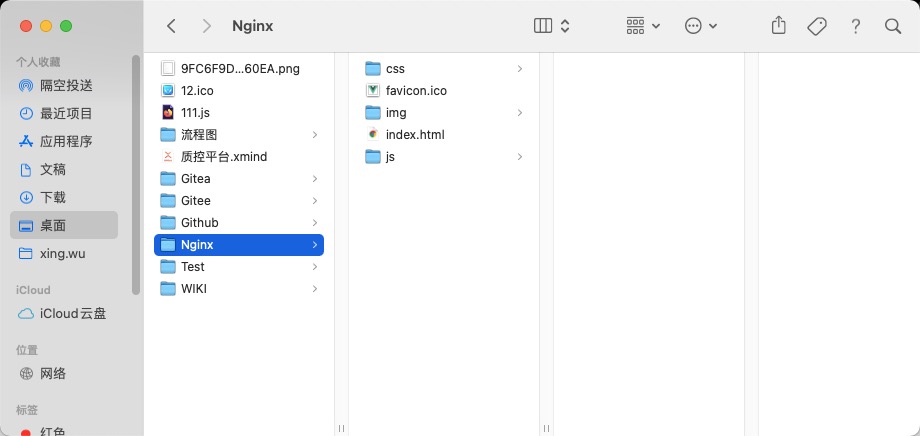 Nginx
个人收藏
隔空投送
最近项目
应用程序
文稿
下载
桌面
xing.wu
iCloud
iCloud云盘
位置
网络
标签
红色
9FC6F9D...60EA.png
12.ico
111.js
流程图
质控平台.xmind
Gitea
Gitee
Github
Nginx
Test
WIKI
css
favicon.ico
img
index.html
js